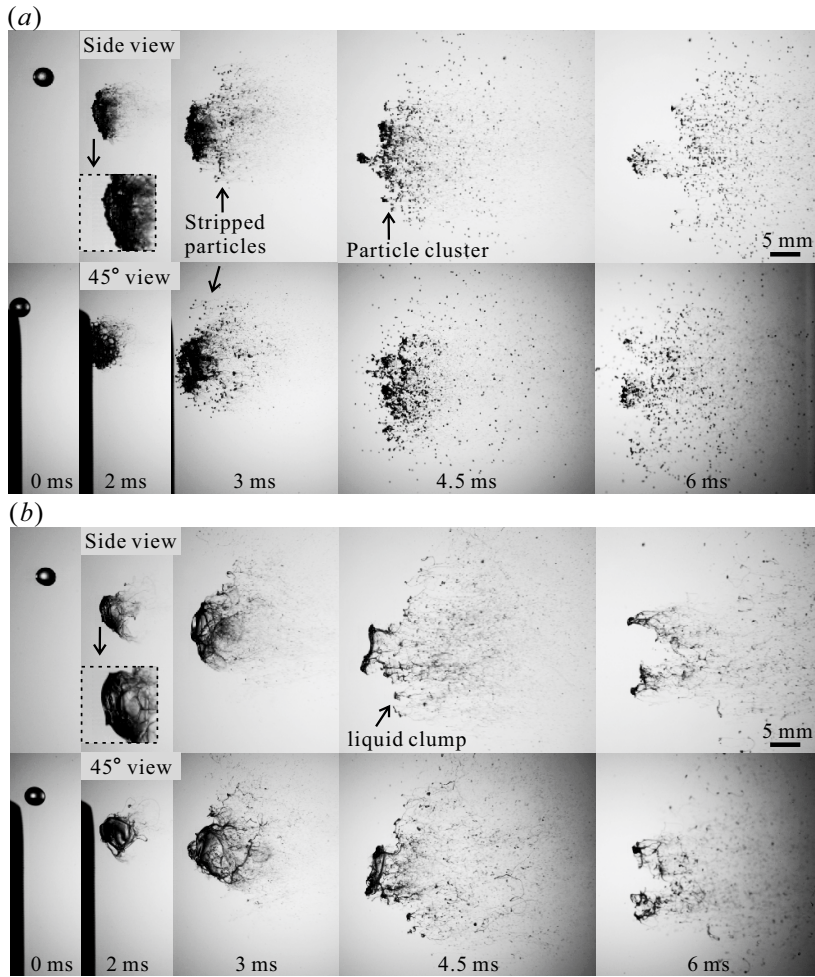 (a)
Side view
Stripped
particles
Particle cluster
5 mm
45° view
0 ms
2 ms
3 ms
4.5 ms
6 ms
(b)
Side view
liquid clump
5 mm
45° view
0 ms
2 ms
3 ms
4.5 ms
6 ms